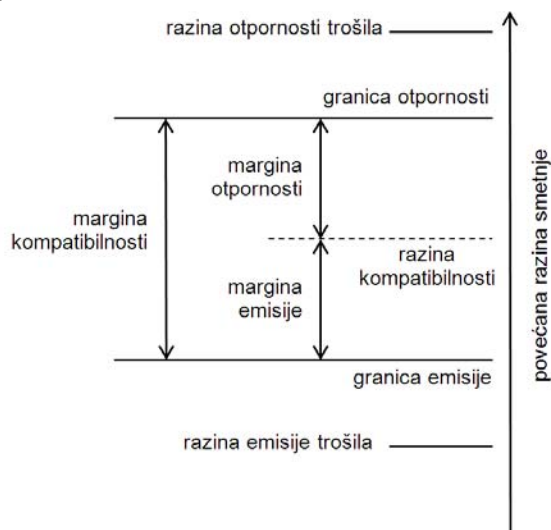 razina otpornosti trošila
granica otpornosti
margina
otpornosti
margina
kompatibilnosti
razina
kompatibilnosti
margina
emisije
granica emisije
razina emisije trošila
povećana razina smetnje